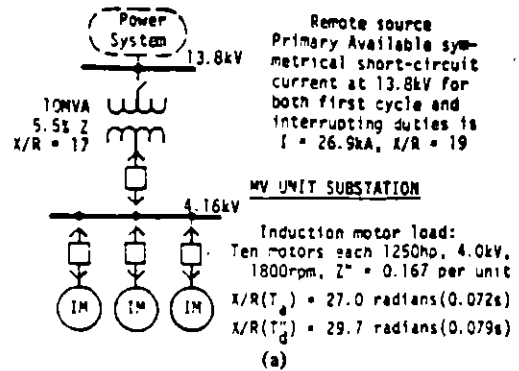 Power
System
13.8kV
10MVA
5.5% Z
X/R = 17
4.16kV
IM
IM
IM
Remote source
Primary Available sym-
metrical short-circuit
current at 13.8kV for
both first cycle and
interrupting duties is
I = 26.9kA, X/R = 19
MV UNIT SUBSTATION
Induction motor load:
Ten motors each 1250hp, 4.0kV,
1800rpm, Z" = 0.167 per unit
X/R(Ta) = 27.0 radians(0.072s)
X/R(T"d) = 29.7 radians(0.079s)
(a)